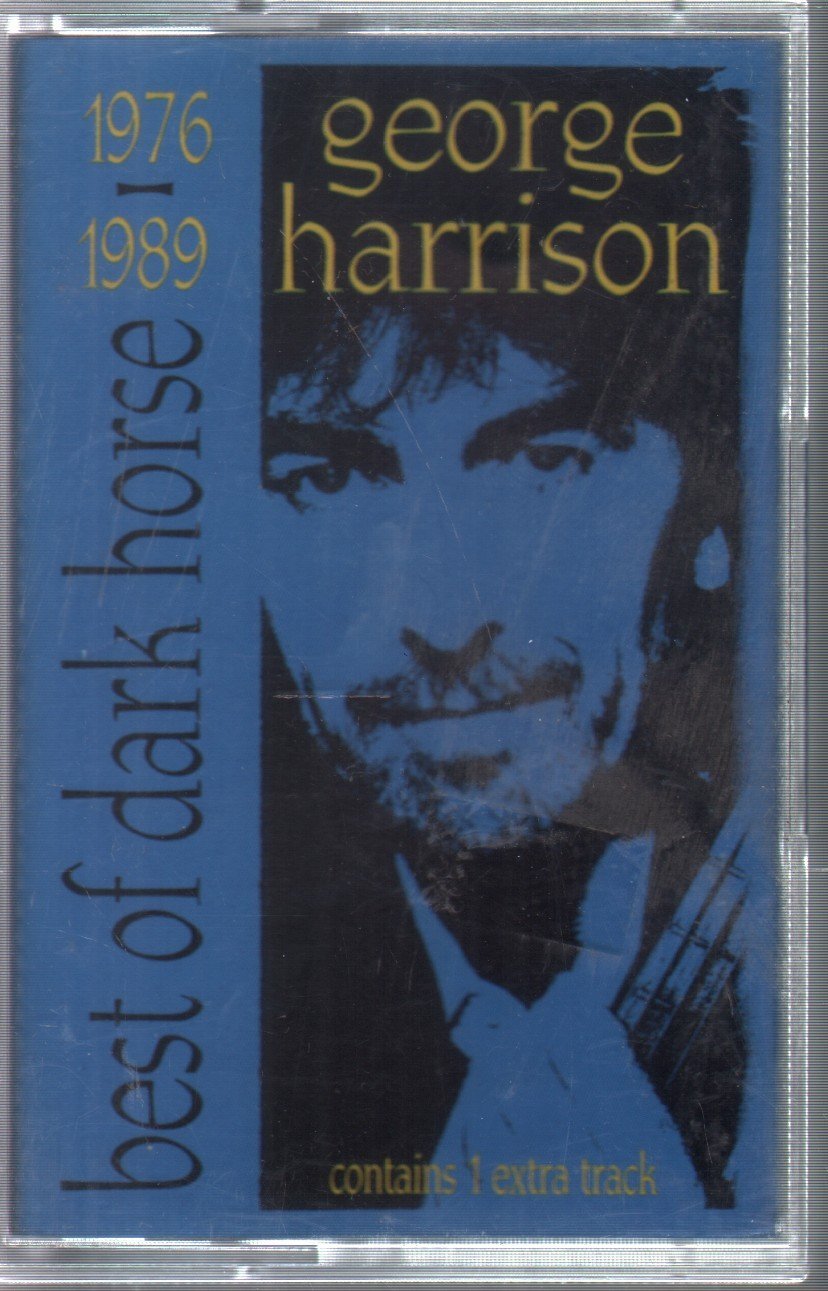 1976
-
1989
george
harrison
best of dark horse
contains 1 extra track